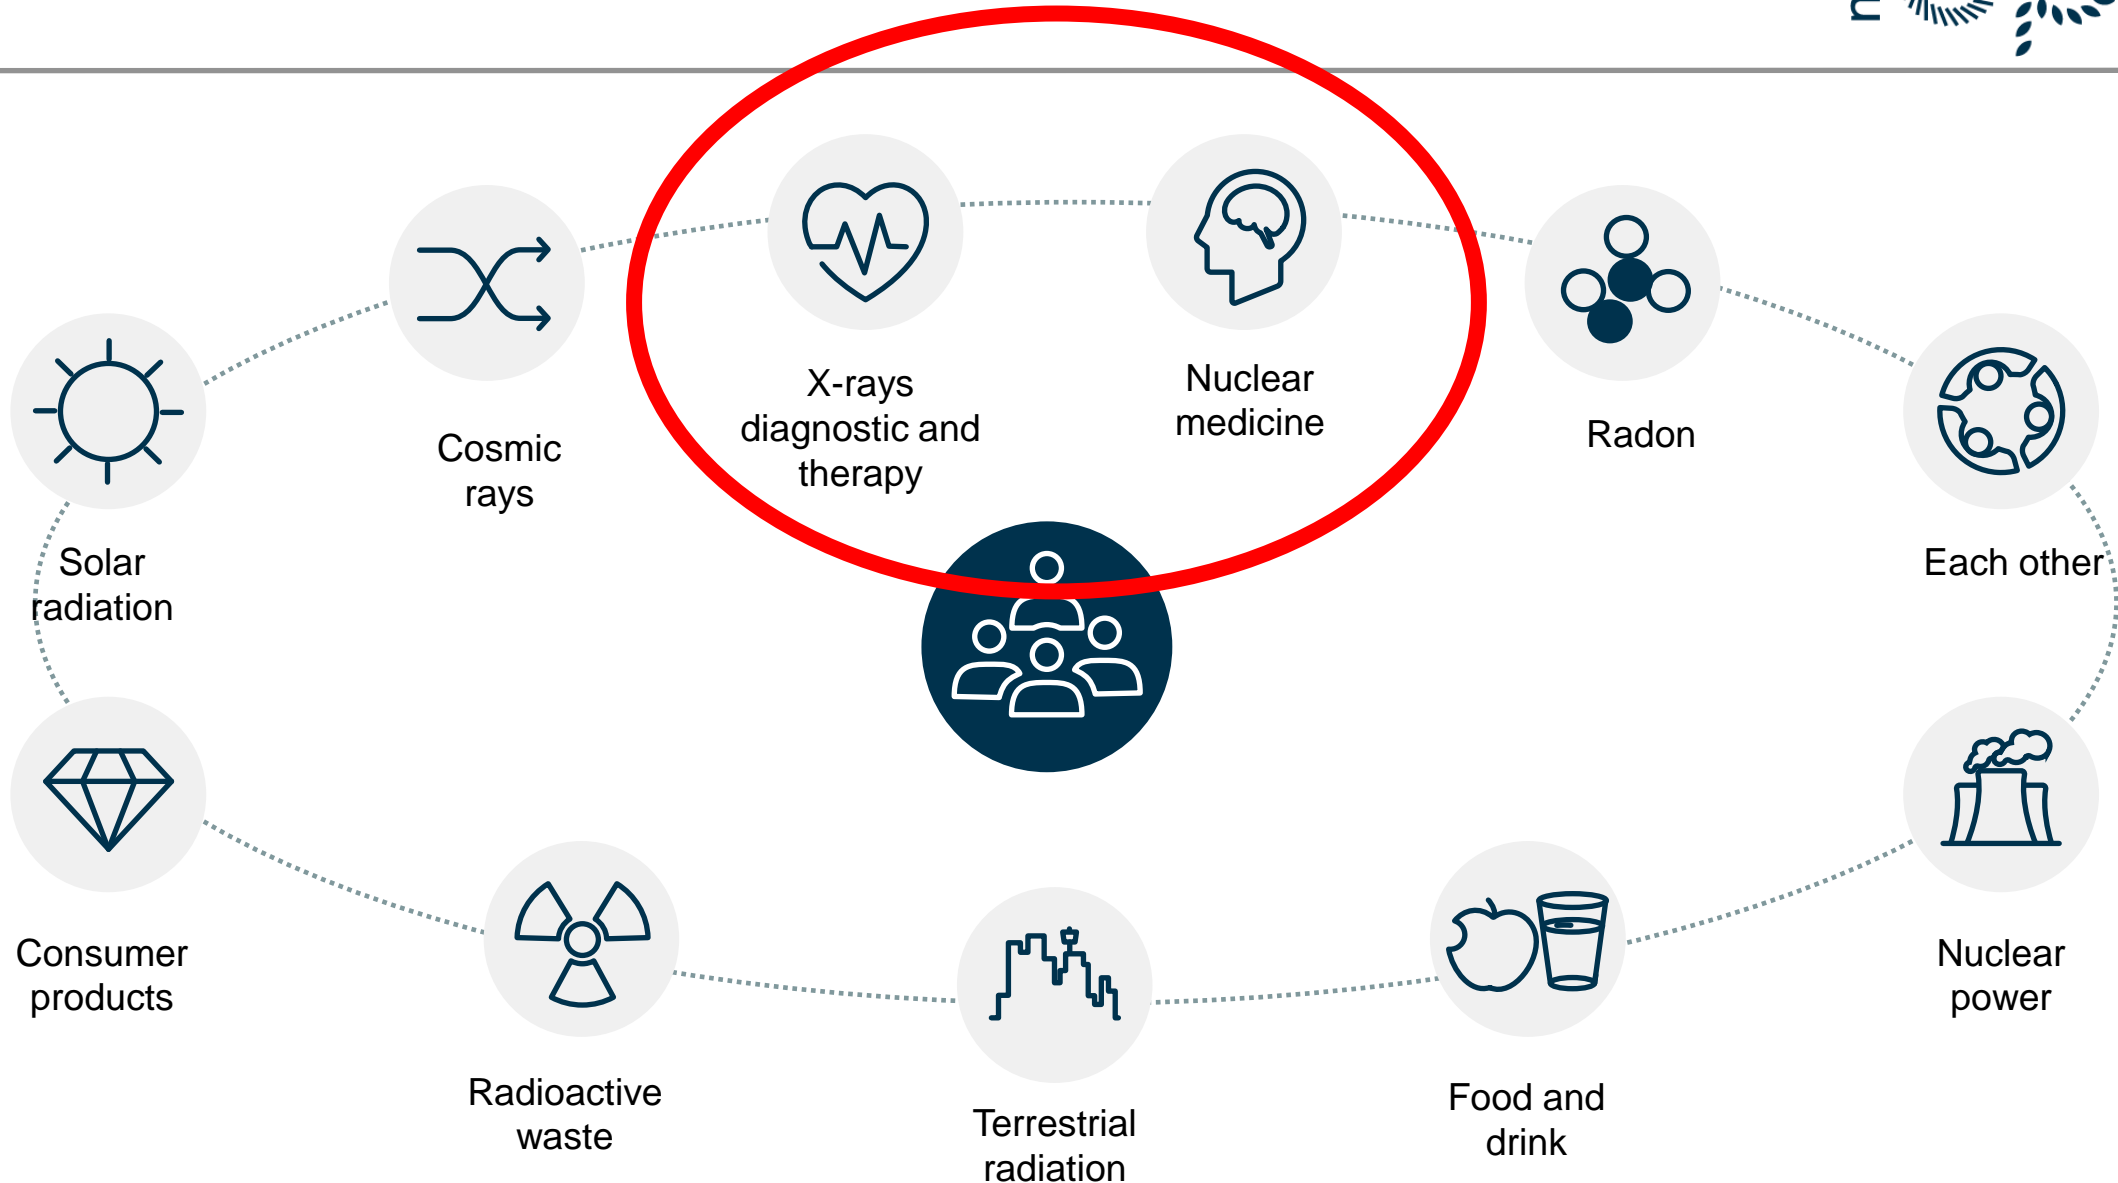 X-rays
diagnostic and
therapy
Nuclear
medicine
Cosmic
rays
Radon
Solar
radiation
Each other
Consumer
products
Nuclear
power
Radioactive
waste
Terrestrial
radiation
Food and
drink